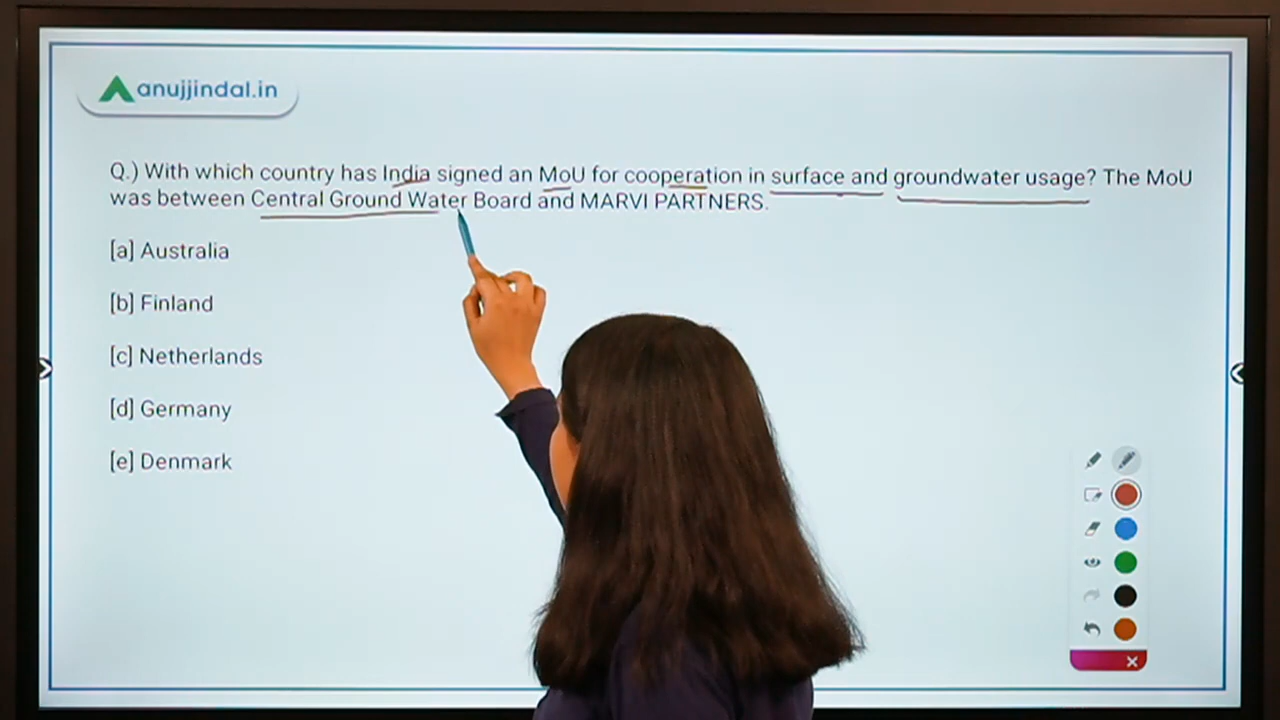 anujjindal.in
Q.) With which country has India signed an MoU for cooperation in surface and groundwater usage? The MoU
was between Central Ground Water Board and MARVI PARTNERS.
[a] Australia
[b] Finland
[c] Netherlands
[d] Germany
[e] Denmark